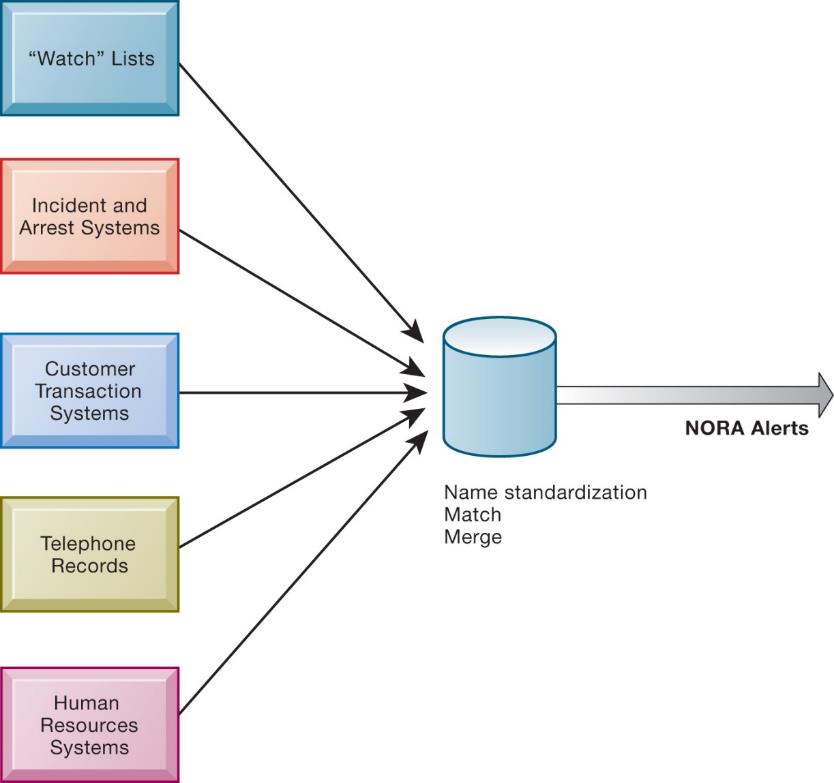 “Watch” Lists
Incident and
Arrest Systems
Customer
Transaction
Systems
Telephone
Records
Human
Resources
Systems
Name standardization
Match
Merge
NORA Alerts